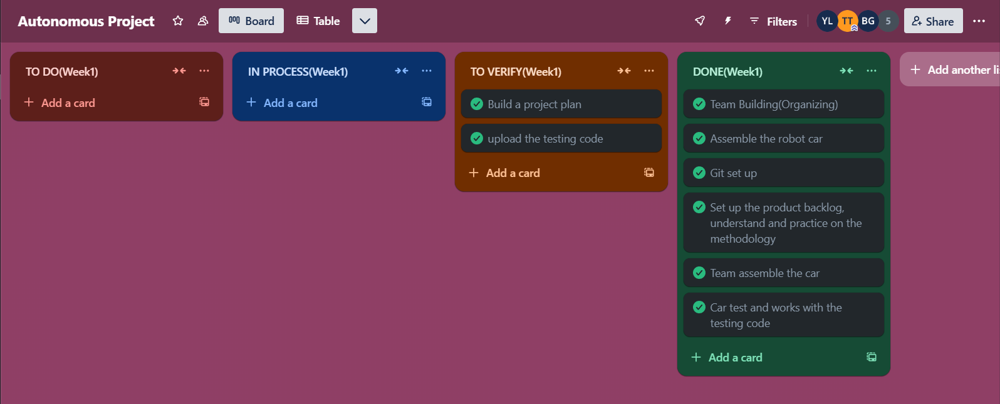 Autonomous Project
Board
Table
Filters
YL
TT
BG
5
Share
TO DO(Week1)
Add a card
IN PROCESS(Week1)
Add a card
TO VERIFY(Week1)
Build a project plan
upload the testing code
Add a card
DONE(Week1)
Team Building(Organizing)
Assemble the robot car
Git set up
Set up the product backlog,
understand and practice on the
methodology
Team assemble the car
Car test and works with the
testing code
Add a card
Add another li